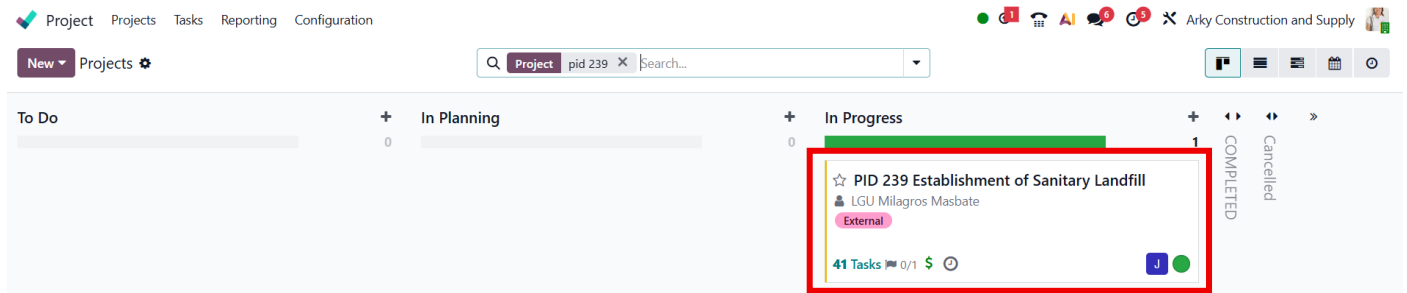 Project Projects Tasks Reporting Configuration 1 AI 6 5 Arky Construction and Supply
New Projects Project pid 239 Search...
To Do 0
In Planning 0
In Progress 1
PID 239 Establishment of Sanitary Landfill
LGU Milagros Masbate
External
41 Tasks 0/1 $ J
COMPLETED
Cancelled